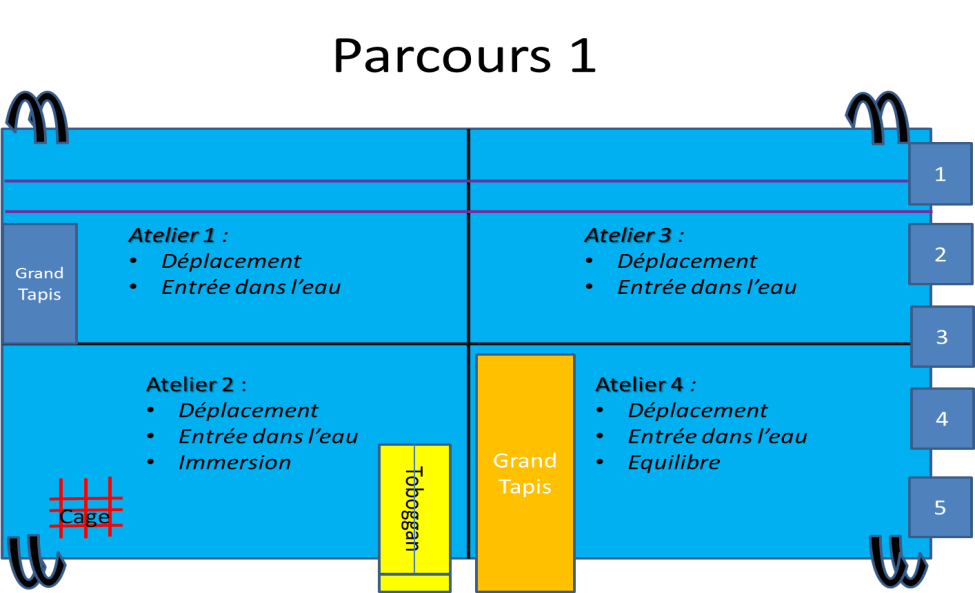 Parcours 1
1
Atelier 1 :
• Déplacement
• Entrée dans l'eau
Atelier 3 :
• Déplacement
• Entrée dans l'eau
2
Grand
Tapis
3
Atelier 2 :
• Déplacement
• Entrée dans l'eau
• Immersion
Atelier 4 :
• Déplacement
• Entrée dans l'eau
• Equilibre
4
Grand
Tapis
Toboggan
Cage
5